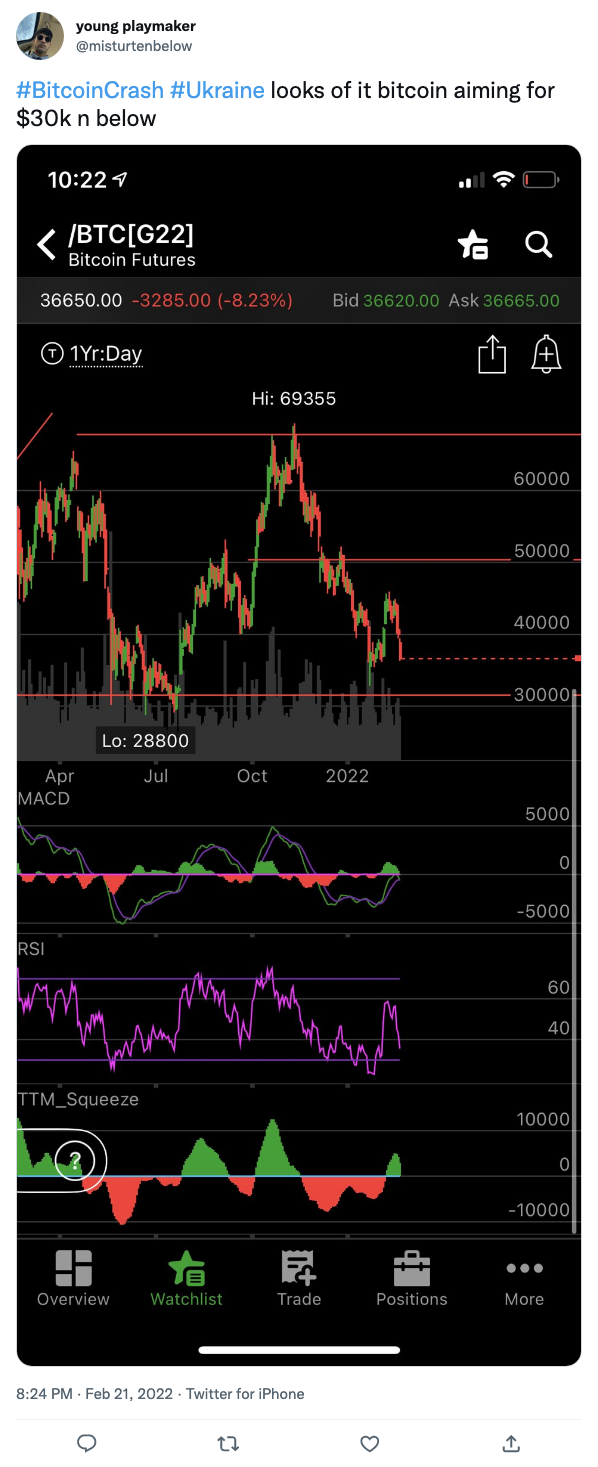 young playmaker
@misturtenbelow
#BitcoinCrash #Ukraine looks of it bitcoin aiming for
$30k n below
10:22
/BTC[G22]
Bitcoin Futures
36650.00 -3285.00 (-8.23%) Bid 36620.00 Ask 36665.00
T 1Yr:Day
Hi: 69355
60000
50000
40000
30000
Lo: 28800
Apr Jul Oct 2022
MACD
5000
0
-5000
RSI
60
40
TTM_Squeeze
10000
?
0
-10000
Overview Watchlist Trade Positions More
8:24 PM · Feb 21, 2022 · Twitter for iPhone